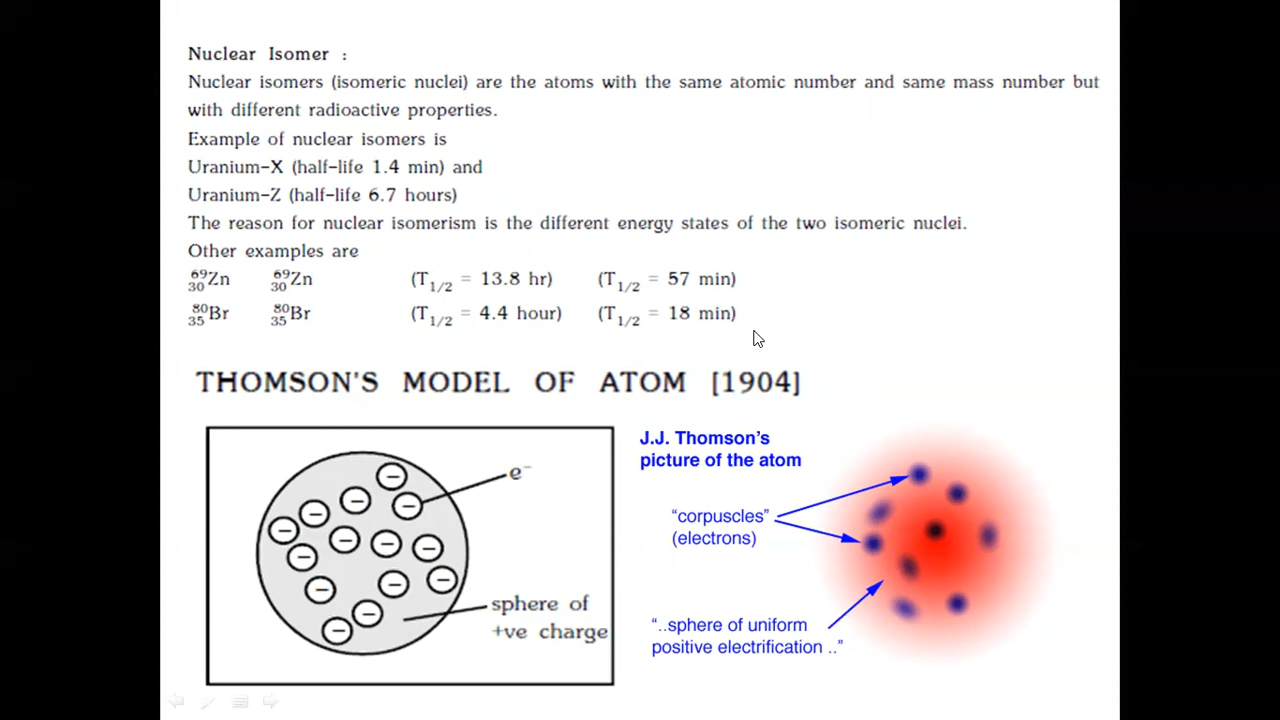 Nuclear Isomer :
Nuclear isomers (isomeric nuclei) are the atoms with the same atomic number and same mass number but
with different radioactive properties.
Example of nuclear isomers is
Uranium-X (half-life 1.4 min) and
Uranium-Z (half-life 6.7 hours)
The reason for nuclear isomerism is the different energy states of the two isomeric nuclei.
Other examples are
⁶⁹₃₀Zn ⁶⁹₃₀Zn (T₁/₂ = 13.8 hr) (T₁/₂ = 57 min)
⁸⁰₃₅Br ⁸⁰₃₅Br (T₁/₂ = 4.4 hour) (T₁/₂ = 18 min)
THOMSON'S MODEL OF ATOM [1904]
e⁻
sphere of
+ve charge
J.J. Thomson's
picture of the atom
"corpuscles"
(electrons)
"..sphere of uniform
positive electrification .."